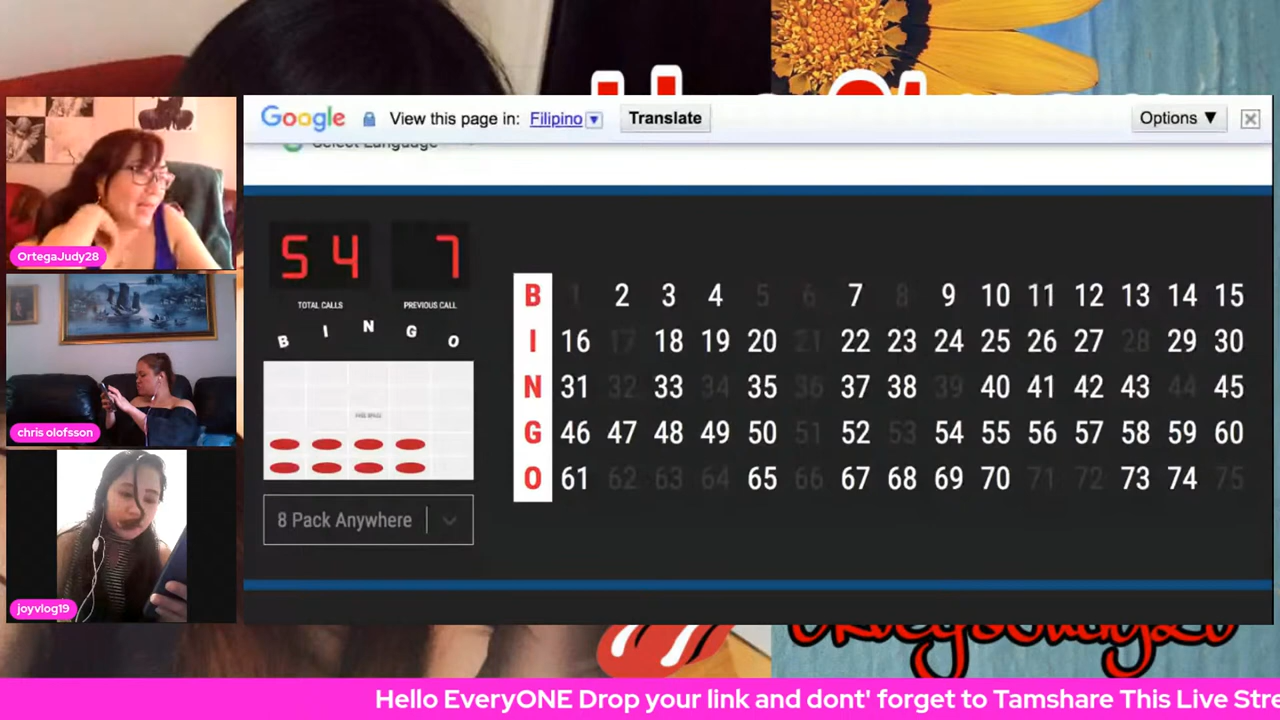 Google View this page in: Filipino ▼ Translate Options ▼
Select Language
54 7
TOTAL CALLS PREVIOUS CALL
B I N G O
FREE SPACE
8 Pack Anywhere
B 1 2 3 4 5 6 7 8 9 10 11 12 13 14 15
I 16 17 18 19 20 21 22 23 24 25 26 27 28 29 30
N 31 32 33 34 35 36 37 38 39 40 41 42 43 44 45
G 46 47 48 49 50 51 52 53 54 55 56 57 58 59 60
O 61 62 63 64 65 66 67 68 69 70 71 72 73 74 75
OrtegaJudy28
chris olofsson
joyvlog19
Hello EveryONE Drop your link and dont' forget to Tamshare This Live Stre